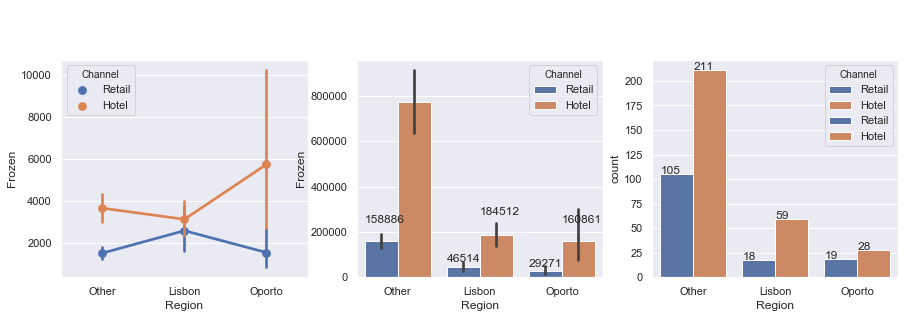 10000
8000
6000
4000
2000
Frozen
Channel
Retail
Hotel
Other
Lisbon
Oporto
Region
800000
600000
400000
200000
0
Frozen
Channel
Retail
Hotel
158886
46514
184512
29271
160861
Other
Lisbon
Oporto
Region
200
175
150
125
100
75
50
25
0
count
Channel
Retail
Hotel
Retail
Hotel
105
211
18
59
19
28
Other
Lisbon
Oporto
Region